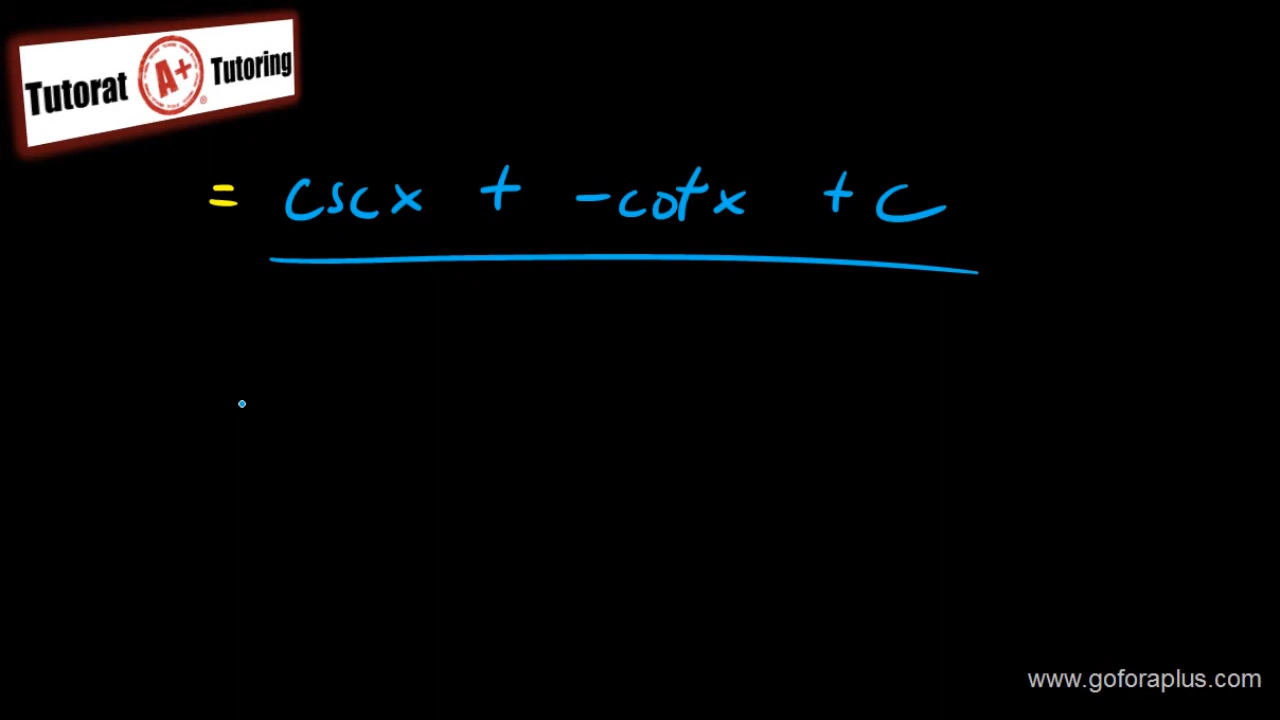 Tutorat A+ Tutoring
= cscx + -cotx + C
www.goforaplus.com